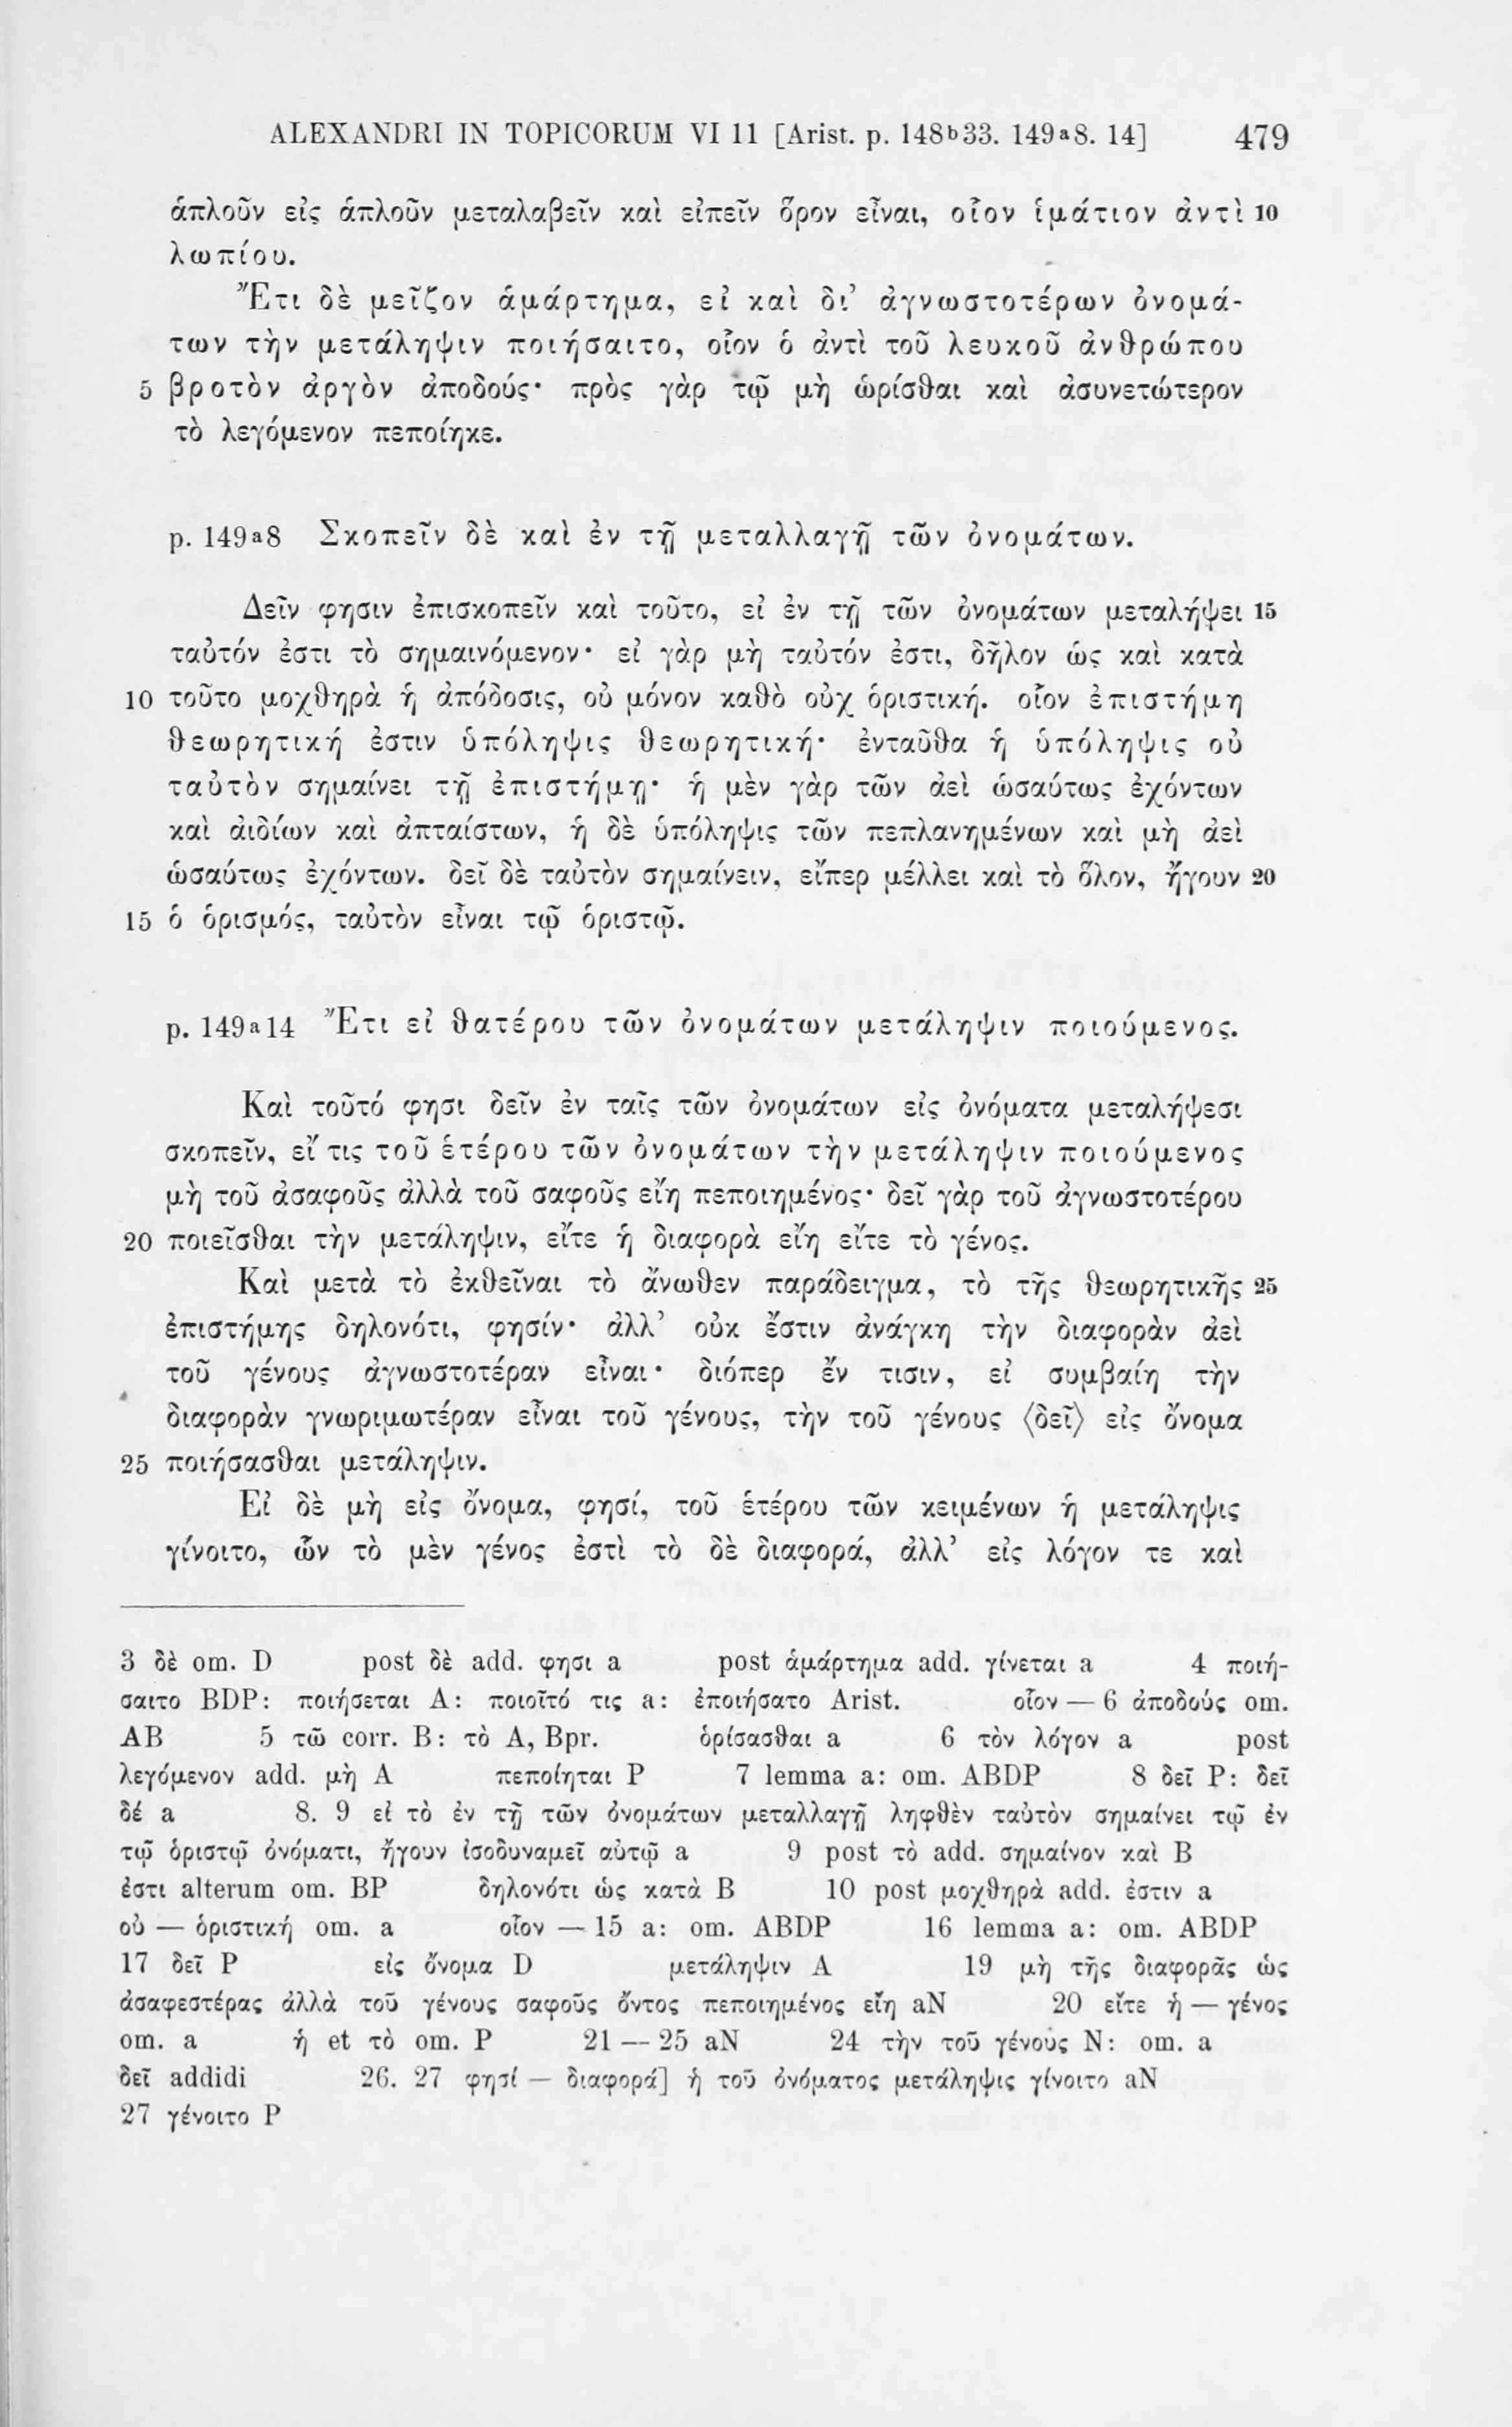 ALEXANDRI IN TOPICORUM VI 11 [Arist. p. 148b33. 149a8. 14] 479
ἁπλοῦν εἰς ἁπλοῦν μεταλαβεῖν καὶ εἰπεῖν ὅρον εἶναι, οἷον ἱμάτιον ἀντὶ 10
λωπίου.
Ἔτι δὲ μεῖζον ἁμάρτημα, εἰ καὶ δι’ ἀγνωστοτέρων ὀνομά-
των τὴν μετάληψιν ποιήσαιτο, οἷον ὁ ἀντὶ τοῦ λευκοῦ ἀνθρώπου
5 βροτὸν ἀργὸν ἀποδούς· πρὸς γὰρ τῷ μὴ ὡρίσθαι καὶ ἀσυνετώτερον
τὸ λεγόμενον πεποίηκε.
p. 149a8 Σκοπεῖν δὲ καὶ ἐν τῇ μεταλλαγῇ τῶν ὀνομάτων.
Δεῖν φησιν ἐπισκοπεῖν καὶ τοῦτο, εἰ ἐν τῇ τῶν ὀνομάτων μεταλήψει 15
ταὐτόν ἐστι τὸ σημαινόμενον· εἰ γὰρ μὴ ταὐτόν ἐστι, δῆλον ὡς καὶ κατὰ
10 τοῦτο μοχθηρὰ ἡ ἀπόδοσις, οὐ μόνον καθὸ οὐχ ὁριστική. οἷον ἐπιστήμη
θεωρητική ἐστιν ὑπόληψις θεωρητική· ἐνταῦθα ἡ ὑπόληψις οὐ
ταὐτὸν σημαίνει τῇ ἐπιστήμῃ· ἡ μὲν γὰρ τῶν ἀεὶ ὡσαύτως ἐχόντων
καὶ ἀιδίων καὶ ἀπταίστων, ἡ δὲ ὑπόληψις τῶν πεπλανημένων καὶ μὴ ἀεὶ
ὡσαύτως ἐχόντων. δεῖ δὲ ταὐτὸν σημαίνειν, εἴπερ μέλλει καὶ τὸ ὅλον, ἤγουν 20
15 ὁ ὁρισμός, ταὐτὸν εἶναι τῷ ὁριστῷ.
p. 149a14 Ἔτι εἰ θατέρου τῶν ὀνομάτων μετάληψιν ποιούμενος.
Καὶ τοῦτό φησι δεῖν ἐν ταῖς τῶν ὀνομάτων εἰς ὀνόματα μεταλήψεσι
σκοπεῖν, εἴ τις τοῦ ἑτέρου τῶν ὀνομάτων τὴν μετάληψιν ποιούμενος
μὴ τοῦ ἀσαφοῦς ἀλλὰ τοῦ σαφοῦς εἴη πεποιημένος· δεῖ γὰρ τοῦ ἀγνωστοτέρου
20 ποιεῖσθαι τὴν μετάληψιν, εἴτε ἡ διαφορὰ εἴη εἴτε τὸ γένος.
Καὶ μετὰ τὸ ἐκθεῖναι τὸ ἄνωθεν παράδειγμα, τὸ τῆς θεωρητικῆς 25
ἐπιστήμης δηλονότι, φησίν· ἀλλ’ οὐκ ἔστιν ἀνάγκη τὴν διαφορὰν ἀεὶ
τοῦ γένους ἀγνωστοτέραν εἶναι· διόπερ ἔν τισιν, εἰ συμβαίη τὴν
διαφορὰν γνωριμωτέραν εἶναι τοῦ γένους, τὴν τοῦ γένους ⟨δεῖ⟩ εἰς ὄνομα
25 ποιήσασθαι μετάληψιν.
Εἰ δὲ μὴ εἰς ὄνομα, φησί, τοῦ ἑτέρου τῶν κειμένων ἡ μετάληψις
γίνοιτο, ὧν τὸ μὲν γένος ἐστὶ τὸ δὲ διαφορά, ἀλλ’ εἰς λόγον τε καὶ
3 δὲ om. D post δὲ add. φησι a post ἁμάρτημα add. γίνεται a 4 ποιή-
σαιτο BDP: ποιήσεται A: ποιοῖτό τις a: ἐποιήσατο Arist. οἷον — 6 ἀποδούς om.
AB 5 τῶ corr. B: τὸ A, Bpr. ὁρίσασθαι a 6 τὸν λόγον a post
λεγόμενον add. μὴ A πεποίηται P 7 lemma a: om. ABDP 8 δεῖ P: δεῖ
δέ a 8. 9 εἰ τὸ ἐν τῇ τῶν ὀνομάτων μεταλλαγῇ ληφθὲν ταὐτὸν σημαίνει τῷ ἐν
τῷ ὁριστῷ ὀνόματι, ἤγουν ἰσοδυναμεῖ αὐτῷ a 9 post τὸ add. σημαίνον καὶ B
ἐστι alterum om. BP δηλονότι ὡς κατὰ B 10 post μοχθηρὰ add. ἐστιν a
οὐ — ὁριστική om. a οἷον — 15 a: om. ABDP 16 lemma a: om. ABDP
17 δεῖ P εἰς ὄνομα D μετάληψιν A 19 μὴ τῆς διαφορᾶς ὡς
ἀσαφεστέρας ἀλλὰ τοῦ γένους σαφοῦς ὄντος πεποιημένος εἴη aN 20 εἴτε ἡ — γένος
om. a ἡ et τὸ om. P 21 — 25 aN 24 τὴν τοῦ γένους N: om. a
δεῖ addidi 26. 27 φησί — διαφορά] ἡ τοῦ ὀνόματος μετάληψις γίνοιτο aN
27 γένοιτο P